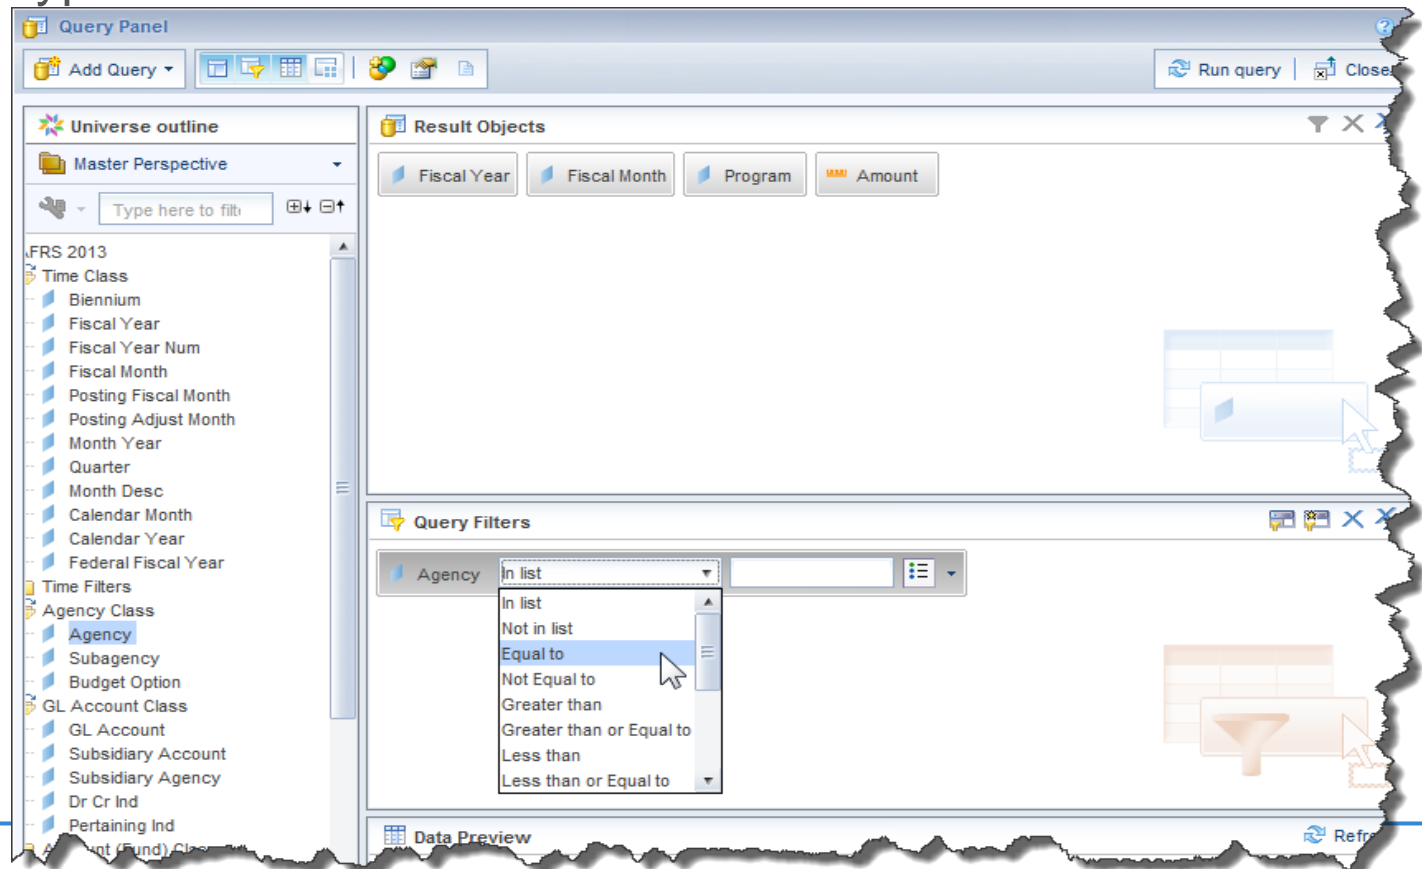 Query Panel
Add Query
Run query
Close
Universe outline
Master Perspective
Type here to filt
FRS 2013
Time Class
Biennium
Fiscal Year
Fiscal Year Num
Fiscal Month
Posting Fiscal Month
Posting Adjust Month
Month Year
Quarter
Month Desc
Calendar Month
Calendar Year
Federal Fiscal Year
Time Filters
Agency Class
Agency
Subagency
Budget Option
GL Account Class
GL Account
Subsidiary Account
Subsidiary Agency
Dr Cr Ind
Pertaining Ind
Result Objects
Fiscal Year
Fiscal Month
Program
Amount
Query Filters
Agency
In list
In list
Not in list
Equal to
Not Equal to
Greater than
Greater than or Equal to
Less than
Less than or Equal to
Data Preview
Refre